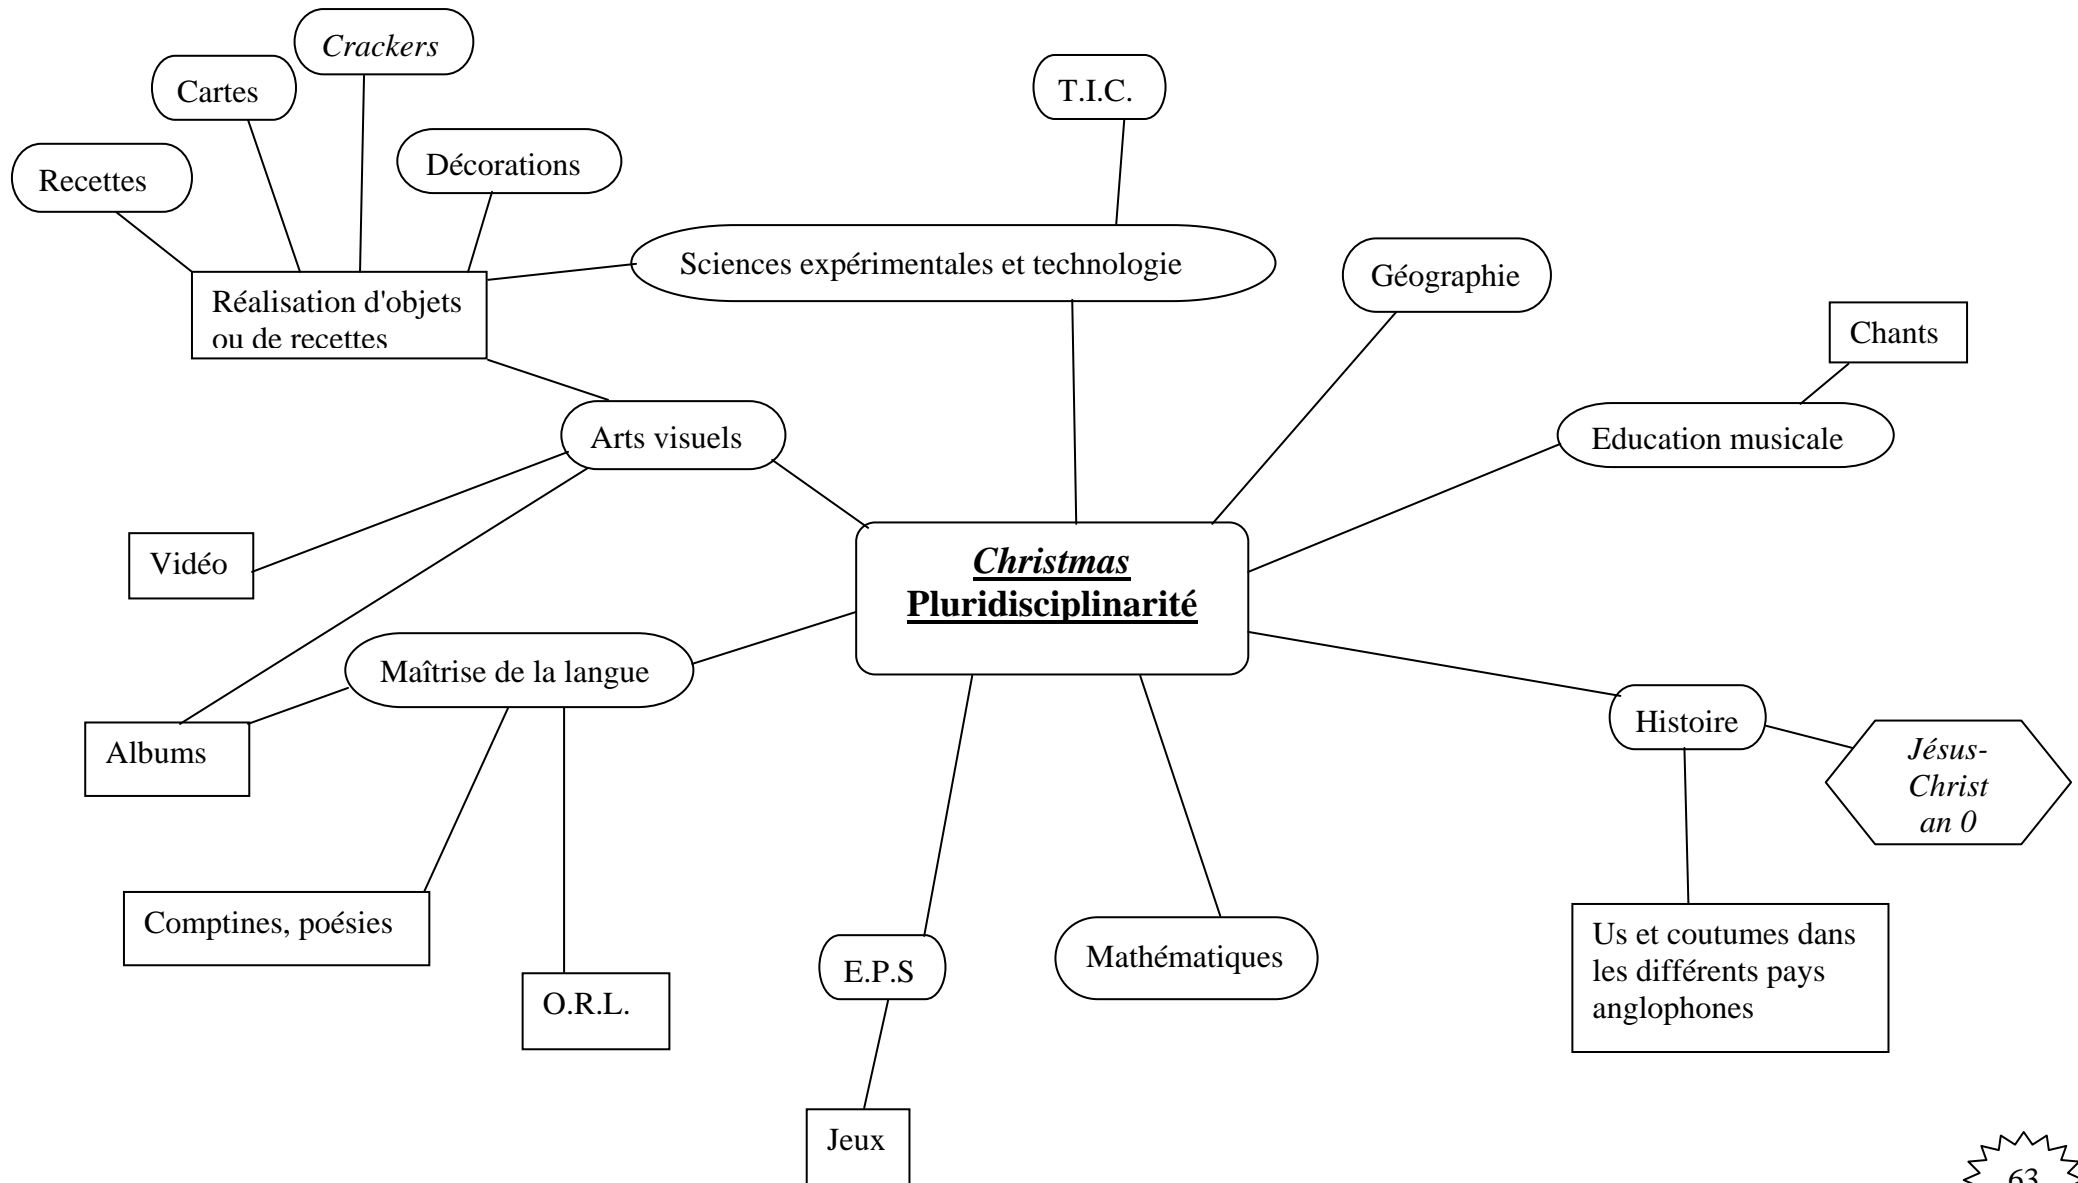 Crackers
Cartes
T.I.C.
Décorations
Recettes
Sciences expérimentales et technologie
Géographie
Réalisation d'objets
ou de recettes
Chants
Arts visuels
Education musicale
Vidéo
Christmas
Pluridisciplinarité
Maîtrise de la langue
Albums
Histoire
Jésus-
Christ
an 0
Comptines, poésies
O.R.L.
E.P.S
Mathématiques
Us et coutumes dans
les différents pays
anglophones
Jeux
63